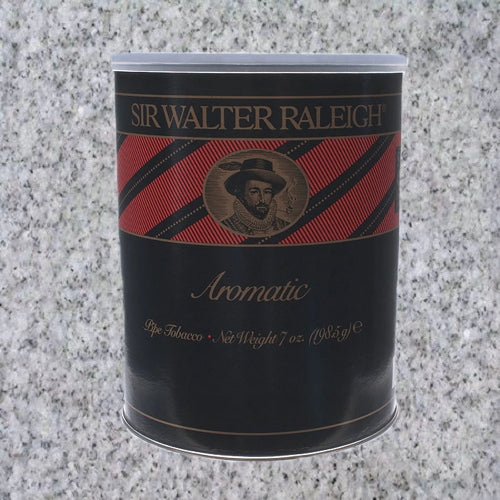 SIR WALTER RALEIGH®
Aromatic
Pipe Tobacco • Net Weight 7 oz. (198.5g) ℮